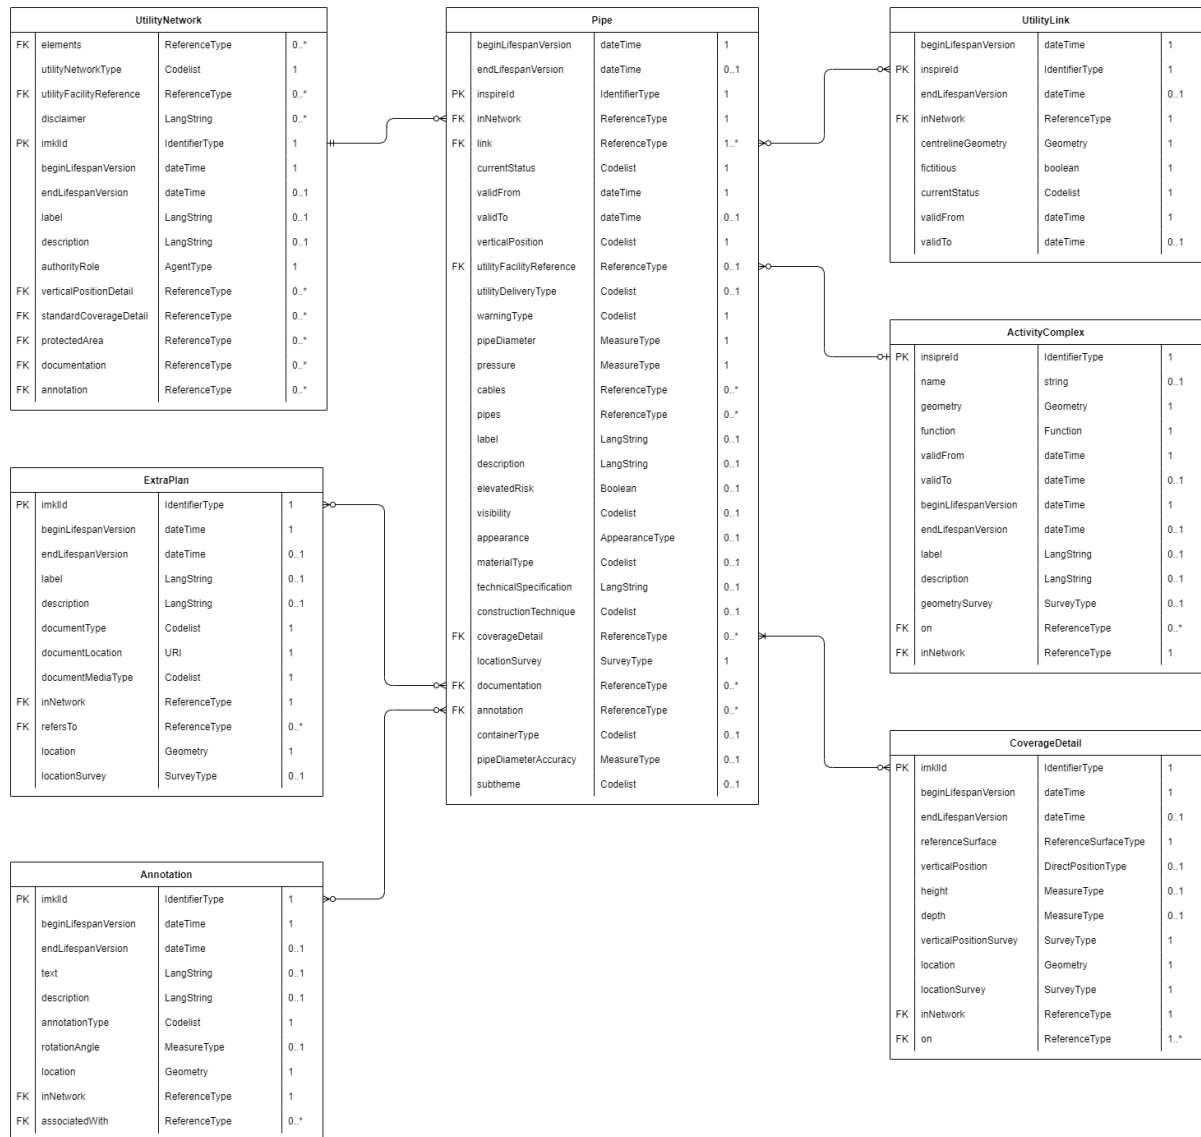 UtilityNetwork
FK elements ReferenceType 0..*
utilityNetworkType Codelist 1
FK utilityFacilityReference ReferenceType 0..*
disclaimer LangString 0..*
PK imklId IdentifierType 1
beginLifespanVersion dateTime 1
endLifespanVersion dateTime 0..1
label LangString 0..1
description LangString 0..1
authorityRole AgentType 1
FK verticalPositionDetail ReferenceType 0..*
FK standardCoverageDetail ReferenceType 0..*
FK protectedArea ReferenceType 0..*
FK documentation ReferenceType 0..*
FK annotation ReferenceType 0..*
ExtraPlan
PK imklId IdentifierType 1
beginLifespanVersion dateTime 1
endLifespanVersion dateTime 0..1
label LangString 0..1
description LangString 0..1
documentType Codelist 1
documentLocation URI 1
documentMediaType Codelist 1
FK inNetwork ReferenceType 1
FK refersTo ReferenceType 0..*
location Geometry 1
locationSurvey SurveyType 0..1
Annotation
PK imklId IdentifierType 1
beginLifespanVersion dateTime 1
endLifespanVersion dateTime 0..1
text LangString 0..1
description LangString 0..1
annotationType Codelist 1
rotationAngle MeasureType 0..1
location Geometry 1
FK inNetwork ReferenceType 1
FK associatedWith ReferenceType 0..*
Pipe
beginLifespanVersion dateTime 1
endLifespanVersion dateTime 0..1
PK inspireId IdentifierType 1
FK inNetwork ReferenceType 1
FK link ReferenceType 1..*
currentStatus Codelist 1
validFrom dateTime 1
validTo dateTime 0..1
verticalPosition Codelist 1
FK utilityFacilityReference ReferenceType 0..1
utilityDeliveryType Codelist 0..1
warningType Codelist 1
pipeDiameter MeasureType 1
pressure MeasureType 1
cables ReferenceType 0..*
pipes ReferenceType 0..*
label LangString 0..1
description LangString 0..1
elevatedRisk Boolean 0..1
visibility Codelist 0..1
appearance AppearanceType 0..1
materialType Codelist 0..1
technicalSpecification LangString 0..1
constructionTechnique Codelist 0..1
FK coverageDetail ReferenceType 0..*
locationSurvey SurveyType 1
FK documentation ReferenceType 0..*
FK annotation ReferenceType 0..*
containerType Codelist 0..1
pipeDiameterAccuracy MeasureType 0..1
subtheme Codelist 0..1
UtilityLink
beginLifespanVersion dateTime 1
PK inspireId IdentifierType 1
endLifespanVersion dateTime 0..1
FK inNetwork ReferenceType 1
centrelineGeometry Geometry 1
fictitious boolean 1
currentStatus Codelist 1
validFrom dateTime 1
validTo dateTime 0..1
ActivityComplex
PK insipreId IdentifierType 1
name string 0..1
geometry Geometry 1
function Function 1
validFrom dateTime 1
validTo dateTime 0..1
beginLlifespanVersion dateTime 1
endLifespanVersion dateTime 0..1
label LangString 0..1
description LangString 0..1
geometrySurvey SurveyType 0..1
FK on ReferenceType 0..*
FK inNetwork ReferenceType 1
CoverageDetail
PK imklId IdentifierType 1
beginLifespanVersion dateTime 1
endLifespanVersion dateTime 0..1
referenceSurface ReferenceSurfaceType 1
verticalPosition DirectPositionType 0..1
height MeasureType 0..1
depth MeasureType 0..1
verticalPositionSurvey SurveyType 1
location Geometry 1
locationSurvey SurveyType 1
FK inNetwork ReferenceType 1
FK on ReferenceType 1..*